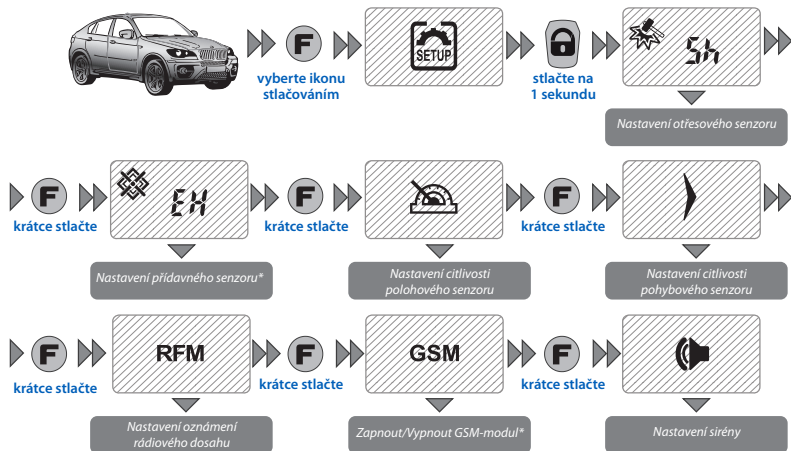 F
SETUP
Sh
vyberte ikonu
stlačováním
stlačte na
1 sekundu
Nastavení otřesového senzoru
F
EH
F
F
krátce stlačte
krátce stlačte
krátce stlačte
Nastavení přídavného senzoru*
Nastavení citlivosti
polohového senzoru
Nastavení citlivosti
pohybového senzoru
F
RFM
F
GSM
F
krátce stlačte
krátce stlačte
krátce stlačte
Nastavení oznámení
rádiového dosahu
Zapnout/Vypnout GSM-modul*
Nastavení sirény